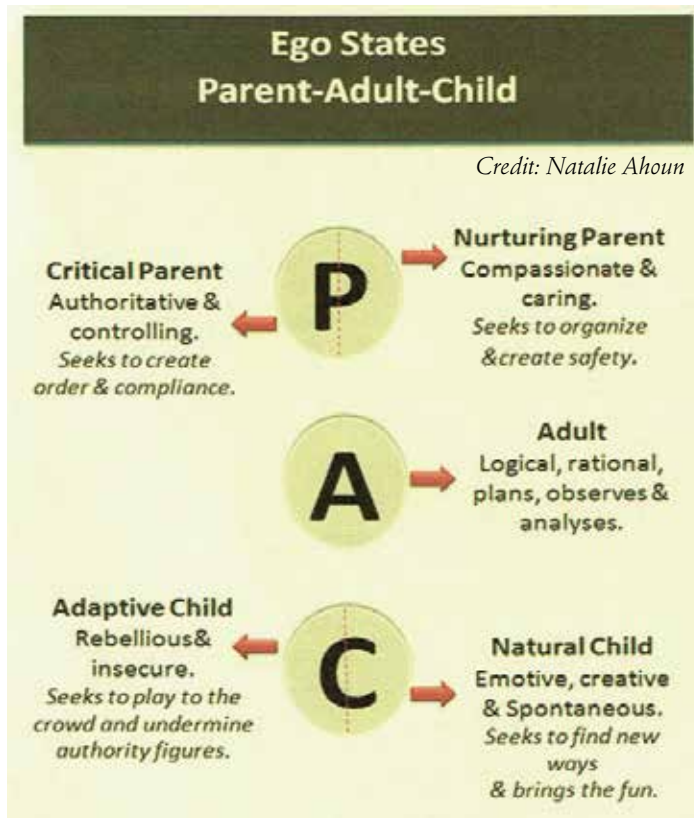 Ego States
Parent-Adult-Child
Credit: Natalie Ahoun
P
Critical Parent
Authoritative &
controlling.
Seeks to create
order & compliance.
Nurturing Parent
Compassionate &
caring.
Seeks to organize
&create safety.
A
Adult
Logical, rational,
plans, observes &
analyses.
C
Adaptive Child
Rebellious&
insecure.
Seeks to play to the
crowd and undermine
authority figures.
Natural Child
Emotive, creative
& Spontaneous.
Seeks to find new
ways
& brings the fun.